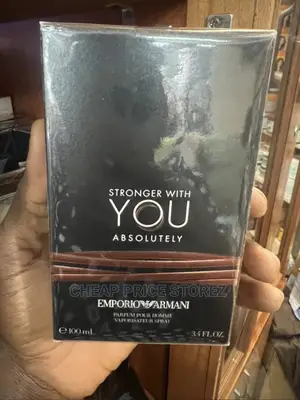 STRONGER WITH
YOU
ABSOLUTELY
CHEAP PRICE STOREZ
EMPORIO ARMANI
PARFUM POUR HOMME
VAPORISATEUR SPRAY
℮ 100 mL
3.4 FL.OZ